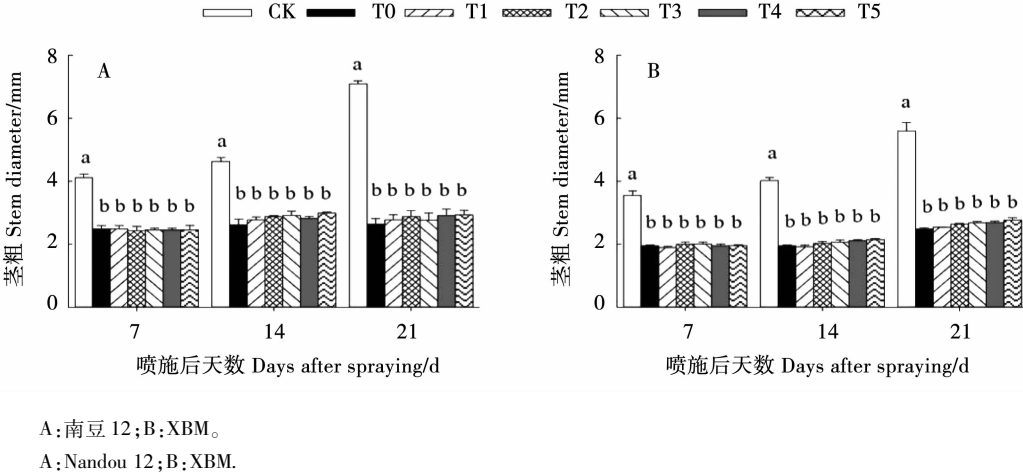 CK T0 T1 T2 T3 T4 T5
茎粗 Stem diameter/mm
8
6
4
2
0
A
a
b b b b b b
a
b b b b b b
a
b b b b b b
7 14 21
喷施后天数 Days after spraying/d
茎粗 Stem diameter/mm
8
6
4
2
0
B
a
b b b b b b
a
b b b b b b
a
b b b b b b
7 14 21
喷施后天数 Days after spraying/d
A:南豆 12;B:XBM。
A:Nandou 12;B:XBM.